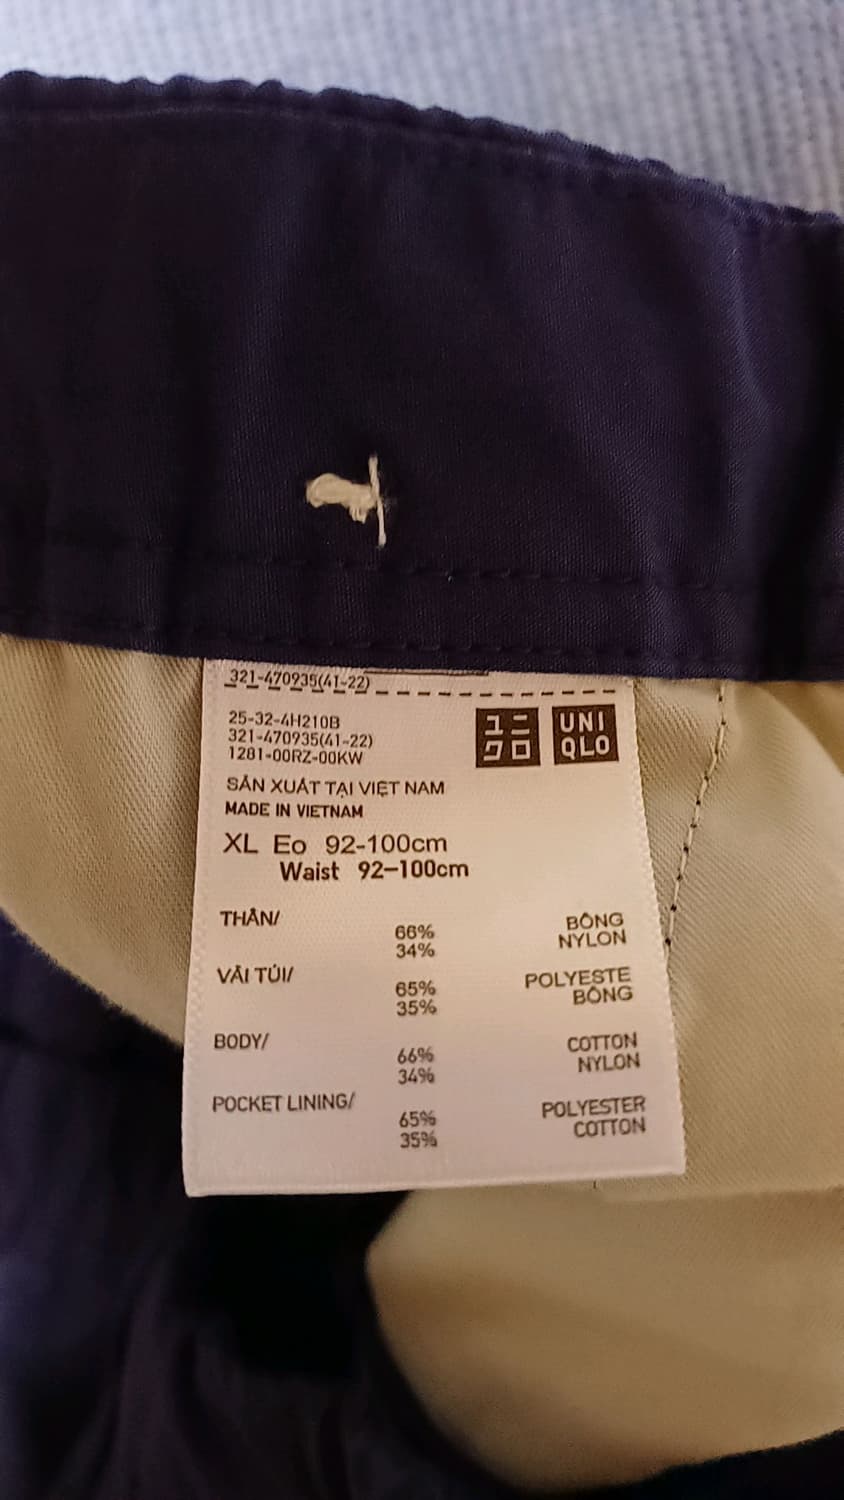 321-470935(41-22)
25-32-4H210B
321-470935(41-22)
1281-00RZ-00KW
ユニ
クロ
UNI
QLO
SẢN XUẤT TẠI VIỆT NAM
MADE IN VIETNAM
XL Eo 92-100cm
Waist 92-100cm
THÂN/
66% BÔNG
34% NYLON
VẢI TÚI/
65% POLYESTE
35% BÔNG
BODY/
66% COTTON
34% NYLON
POCKET LINING/
65% POLYESTER
35% COTTON